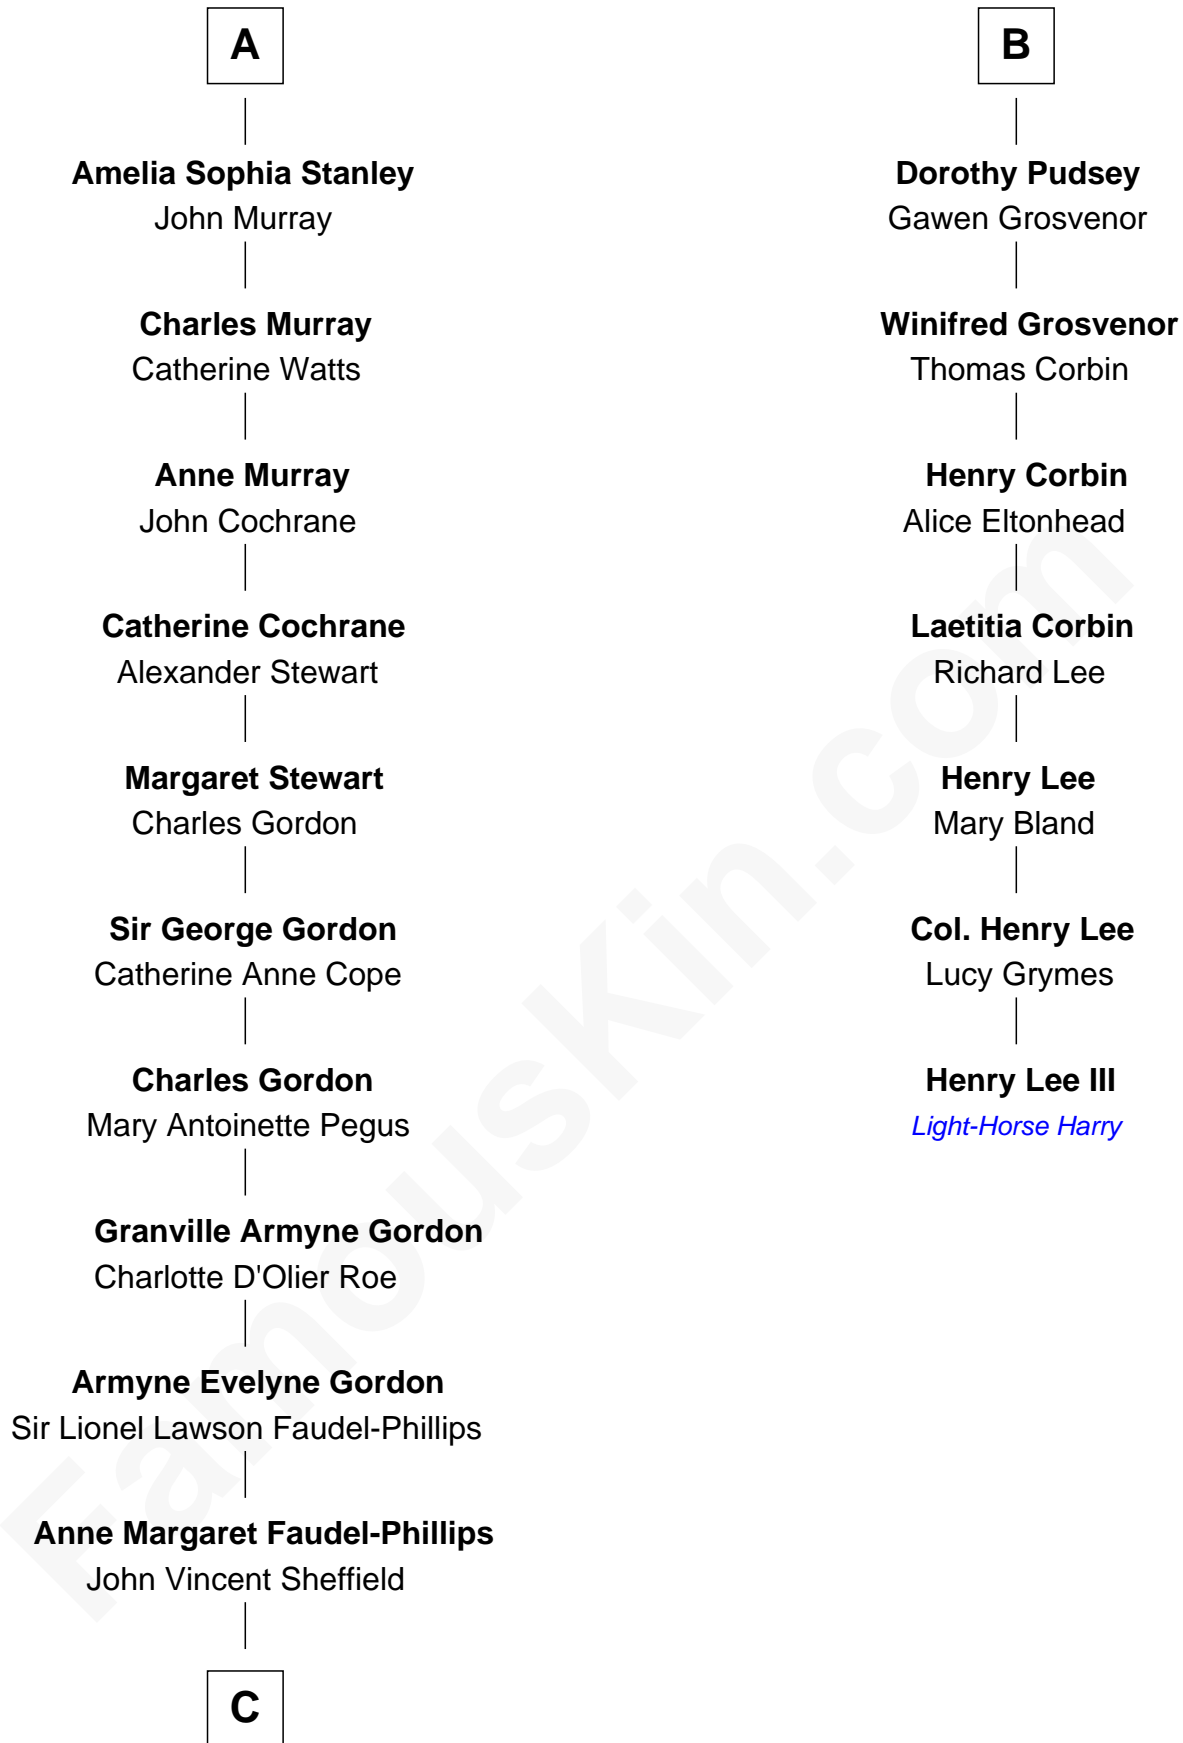 A
Amelia Sophia Stanley
John Murray
Charles Murray
Catherine Watts
Anne Murray
John Cochrane
Catherine Cochrane
Alexander Stewart
Margaret Stewart
Charles Gordon
Sir George Gordon
Catherine Anne Cope
Charles Gordon
Mary Antoinette Pegus
Granville Armyne Gordon
Charlotte D'Olier Roe
Armyne Evelyne Gordon
Sir Lionel Lawson Faudel-Phillips
Anne Margaret Faudel-Phillips
John Vincent Sheffield
C
B
Dorothy Pudsey
Gawen Grosvenor
Winifred Grosvenor
Thomas Corbin
Henry Corbin
Alice Eltonhead
Laetitia Corbin
Richard Lee
Henry Lee
Mary Bland
Col. Henry Lee
Lucy Grymes
Henry Lee III
Light-Horse Harry
FamousKin.com